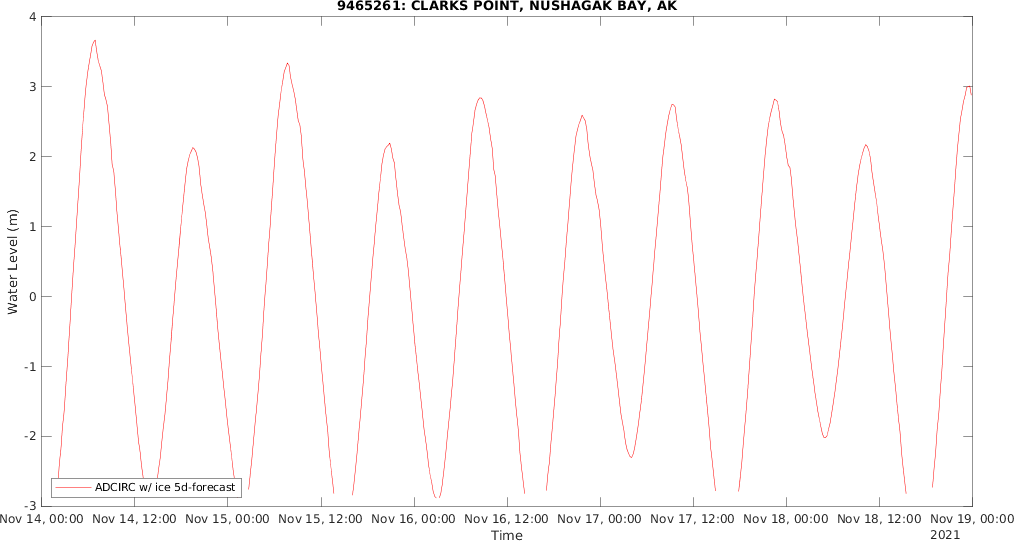 9465261: CLARKS POINT, NUSHAGAK BAY, AK
Water Level (m)
4
3
2
1
0
-1
-2
-3
ADCIRC w/ ice 5d-forecast
Nov 14, 00:00 Nov 14, 12:00 Nov 15, 00:00 Nov 15, 12:00 Nov 16, 00:00 Nov 16, 12:00 Nov 17, 00:00 Nov 17, 12:00 Nov 18, 00:00 Nov 18, 12:00 Nov 19, 00:00
Time
2021